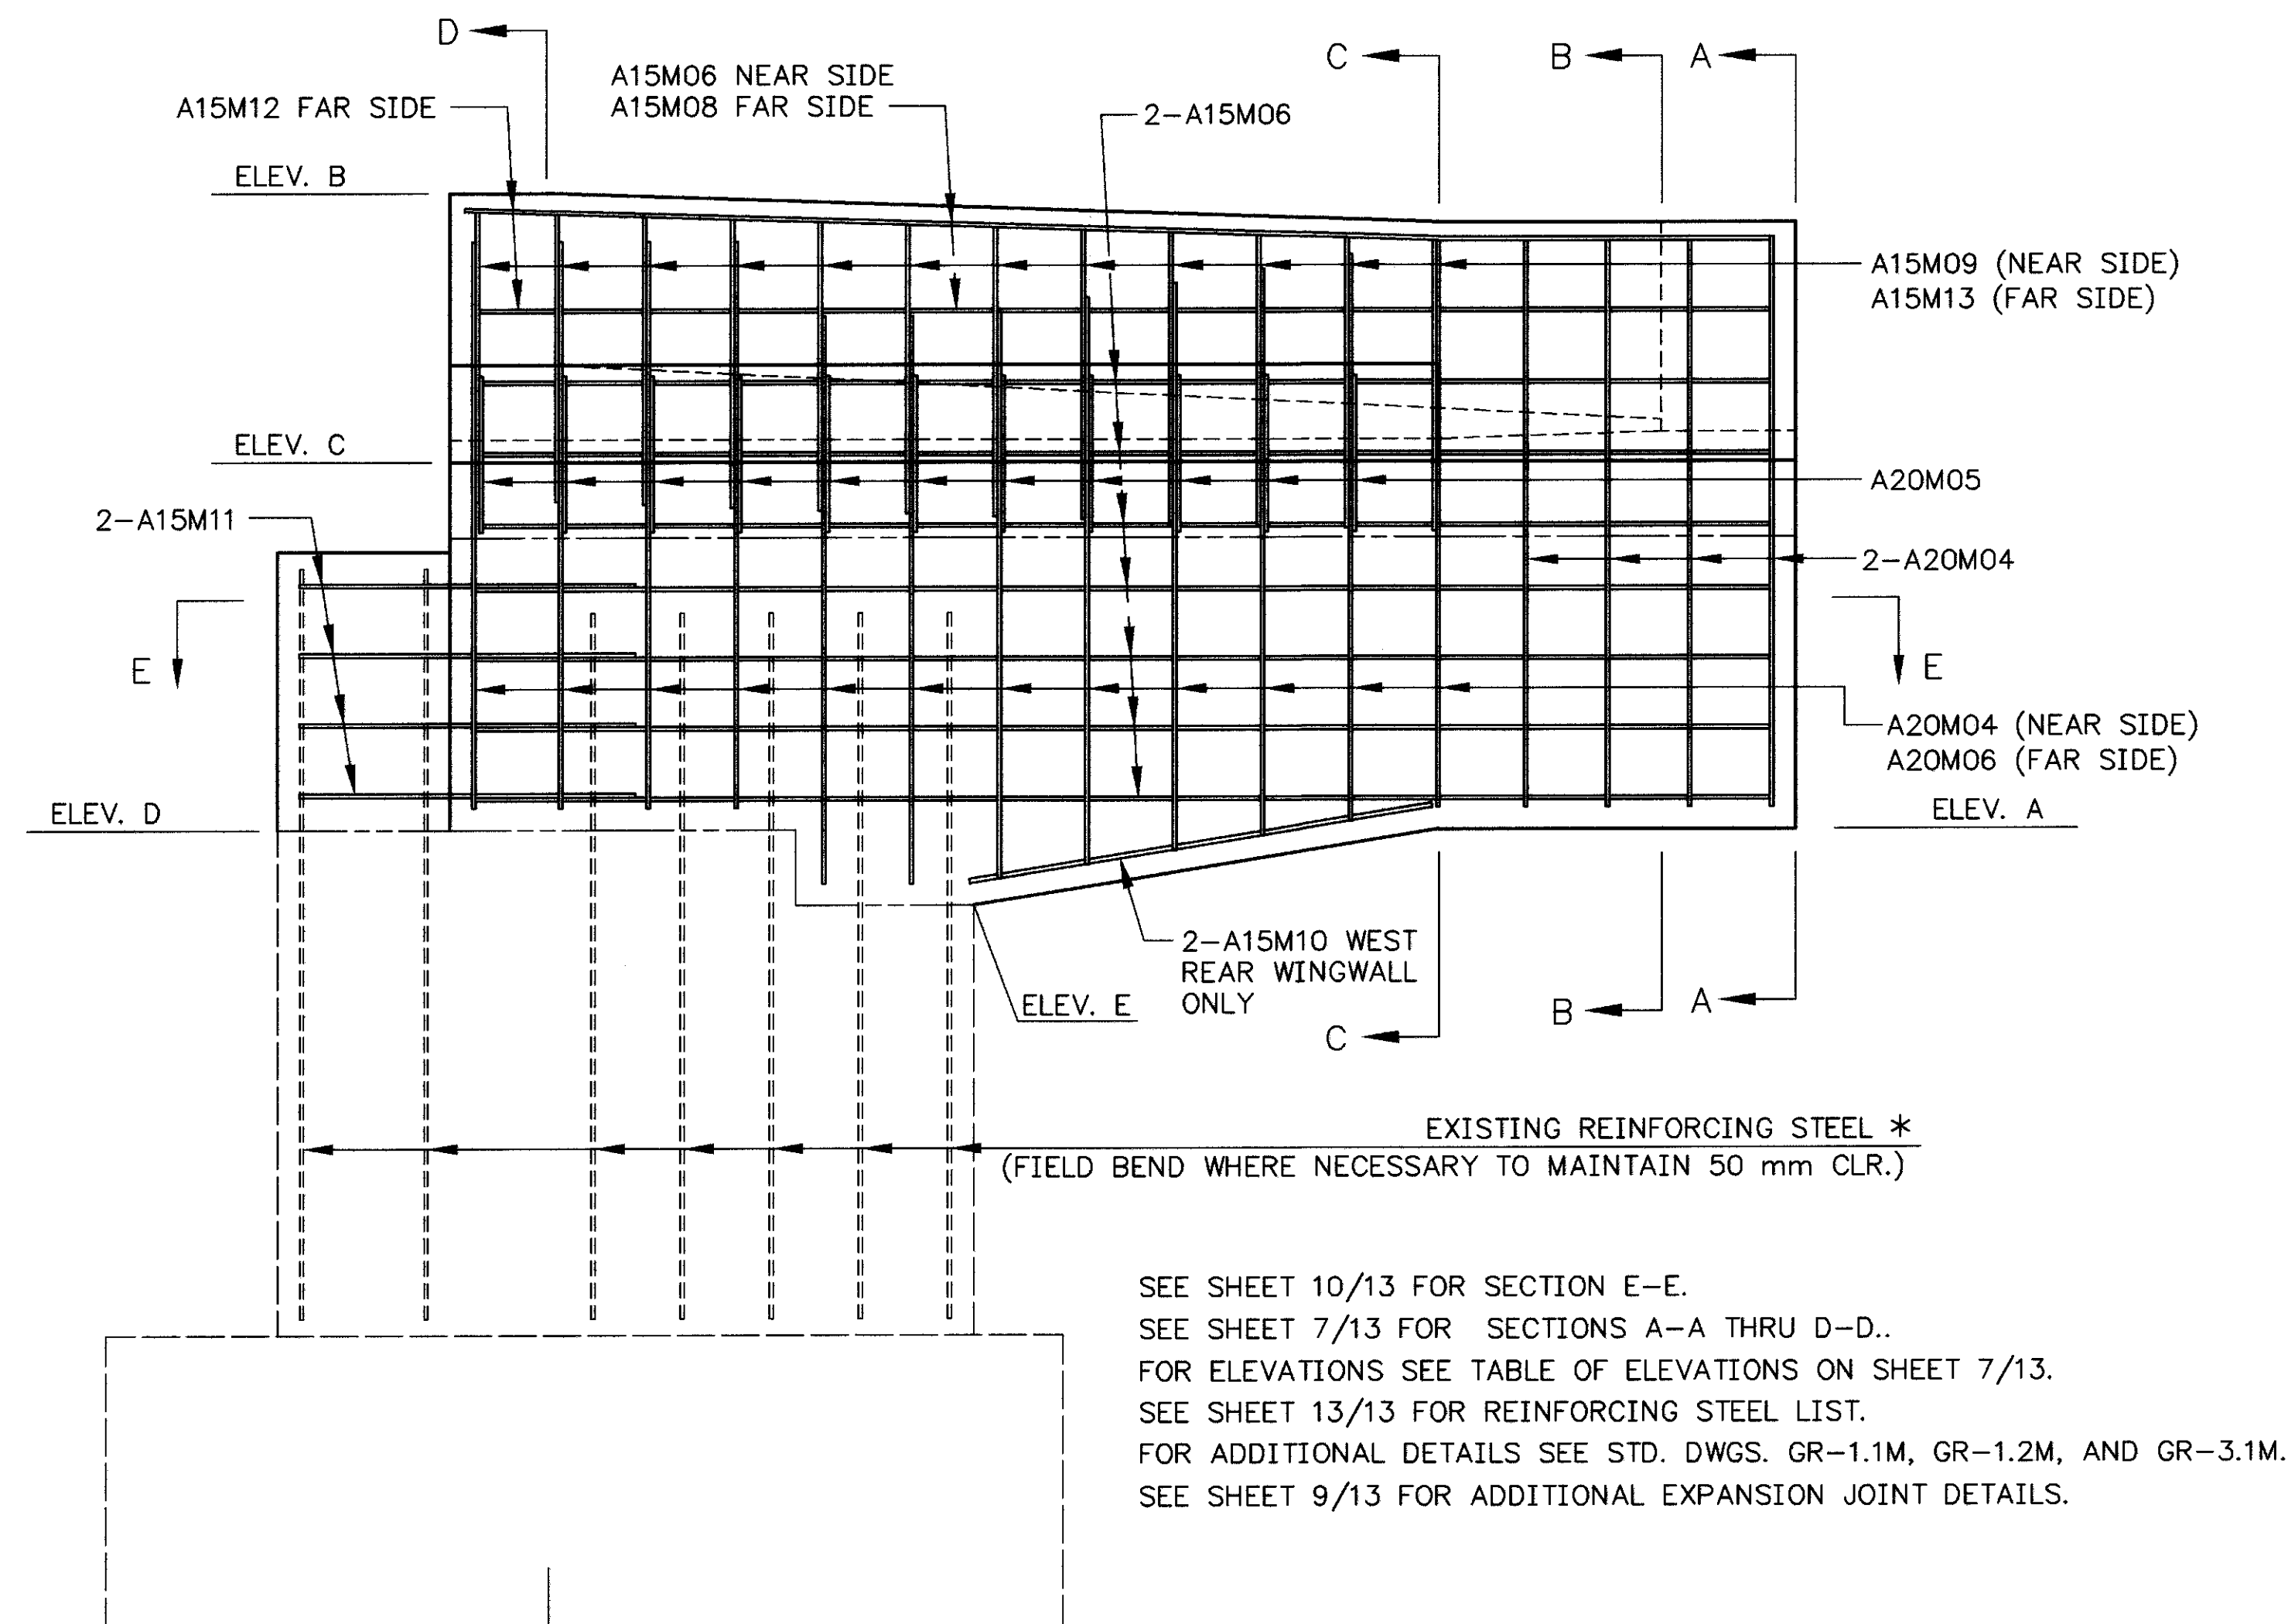 D
C
B
A
A15M06 NEAR SIDE
A15M08 FAR SIDE
A15M12 FAR SIDE
2-A15M06
ELEV. B
A15M09 (NEAR SIDE)
A15M13 (FAR SIDE)
ELEV. C
A20M05
2-A15M11
2-A20M04
E
E
A20M04 (NEAR SIDE)
A20M06 (FAR SIDE)
ELEV. D
ELEV. A
2-A15M10 WEST
REAR WINGWALL
ONLY
ELEV. E
C
B
A
EXISTING REINFORCING STEEL *
(FIELD BEND WHERE NECESSARY TO MAINTAIN 50 mm CLR.)
SEE SHEET 10/13 FOR SECTION E-E.
SEE SHEET 7/13 FOR SECTIONS A-A THRU D-D..
FOR ELEVATIONS SEE TABLE OF ELEVATIONS ON SHEET 7/13.
SEE SHEET 13/13 FOR REINFORCING STEEL LIST.
FOR ADDITIONAL DETAILS SEE STD. DWGS. GR-1.1M, GR-1.2M, AND GR-3.1M.
SEE SHEET 9/13 FOR ADDITIONAL EXPANSION JOINT DETAILS.